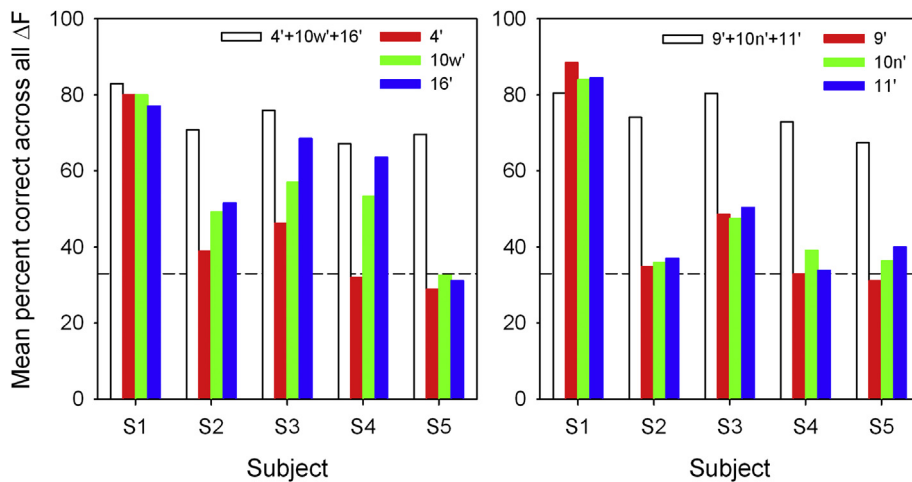 Mean percent correct across all ΔF
100
80
60
40
20
0
4'+10w'+16'
4'
10w'
16'
S1 S2 S3 S4 S5
Subject
100
80
60
40
20
0
9'+10n'+11'
9'
10n'
11'
S1 S2 S3 S4 S5
Subject